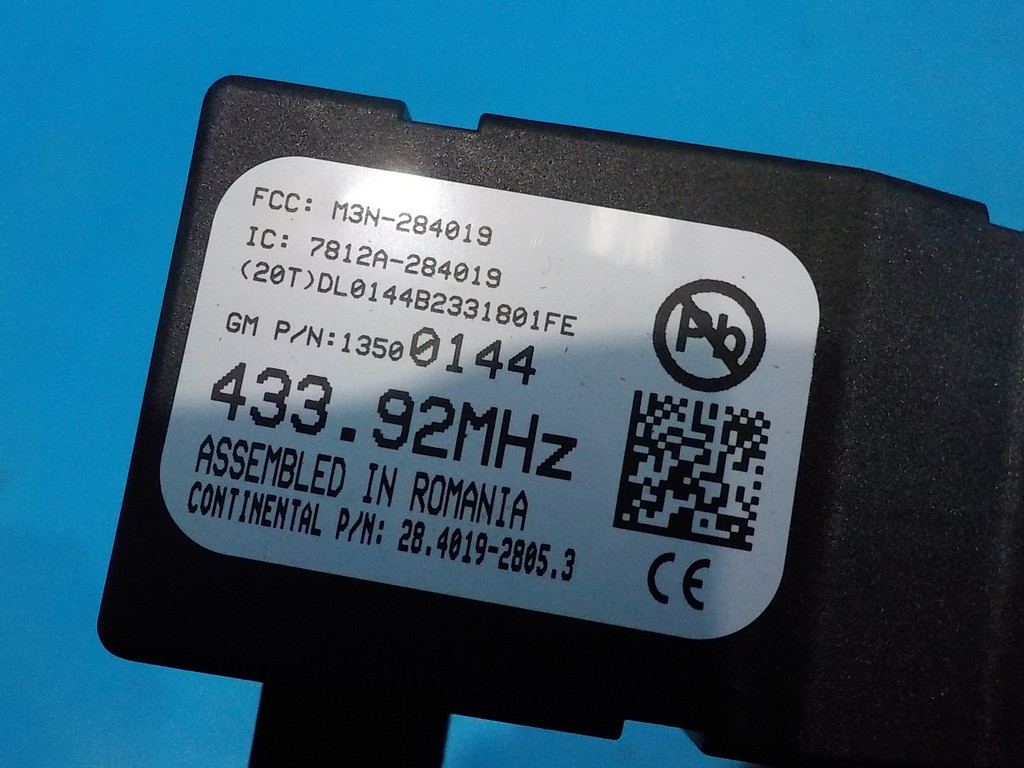 FCC: M3N-284019
IC: 7812A-284019
(20T)DL0144B2331801FE
GM P/N:13500144
433.92MHz
ASSEMBLED IN ROMANIA
CONTINENTAL P/N: 28.4019-2805.3
Pb
CE